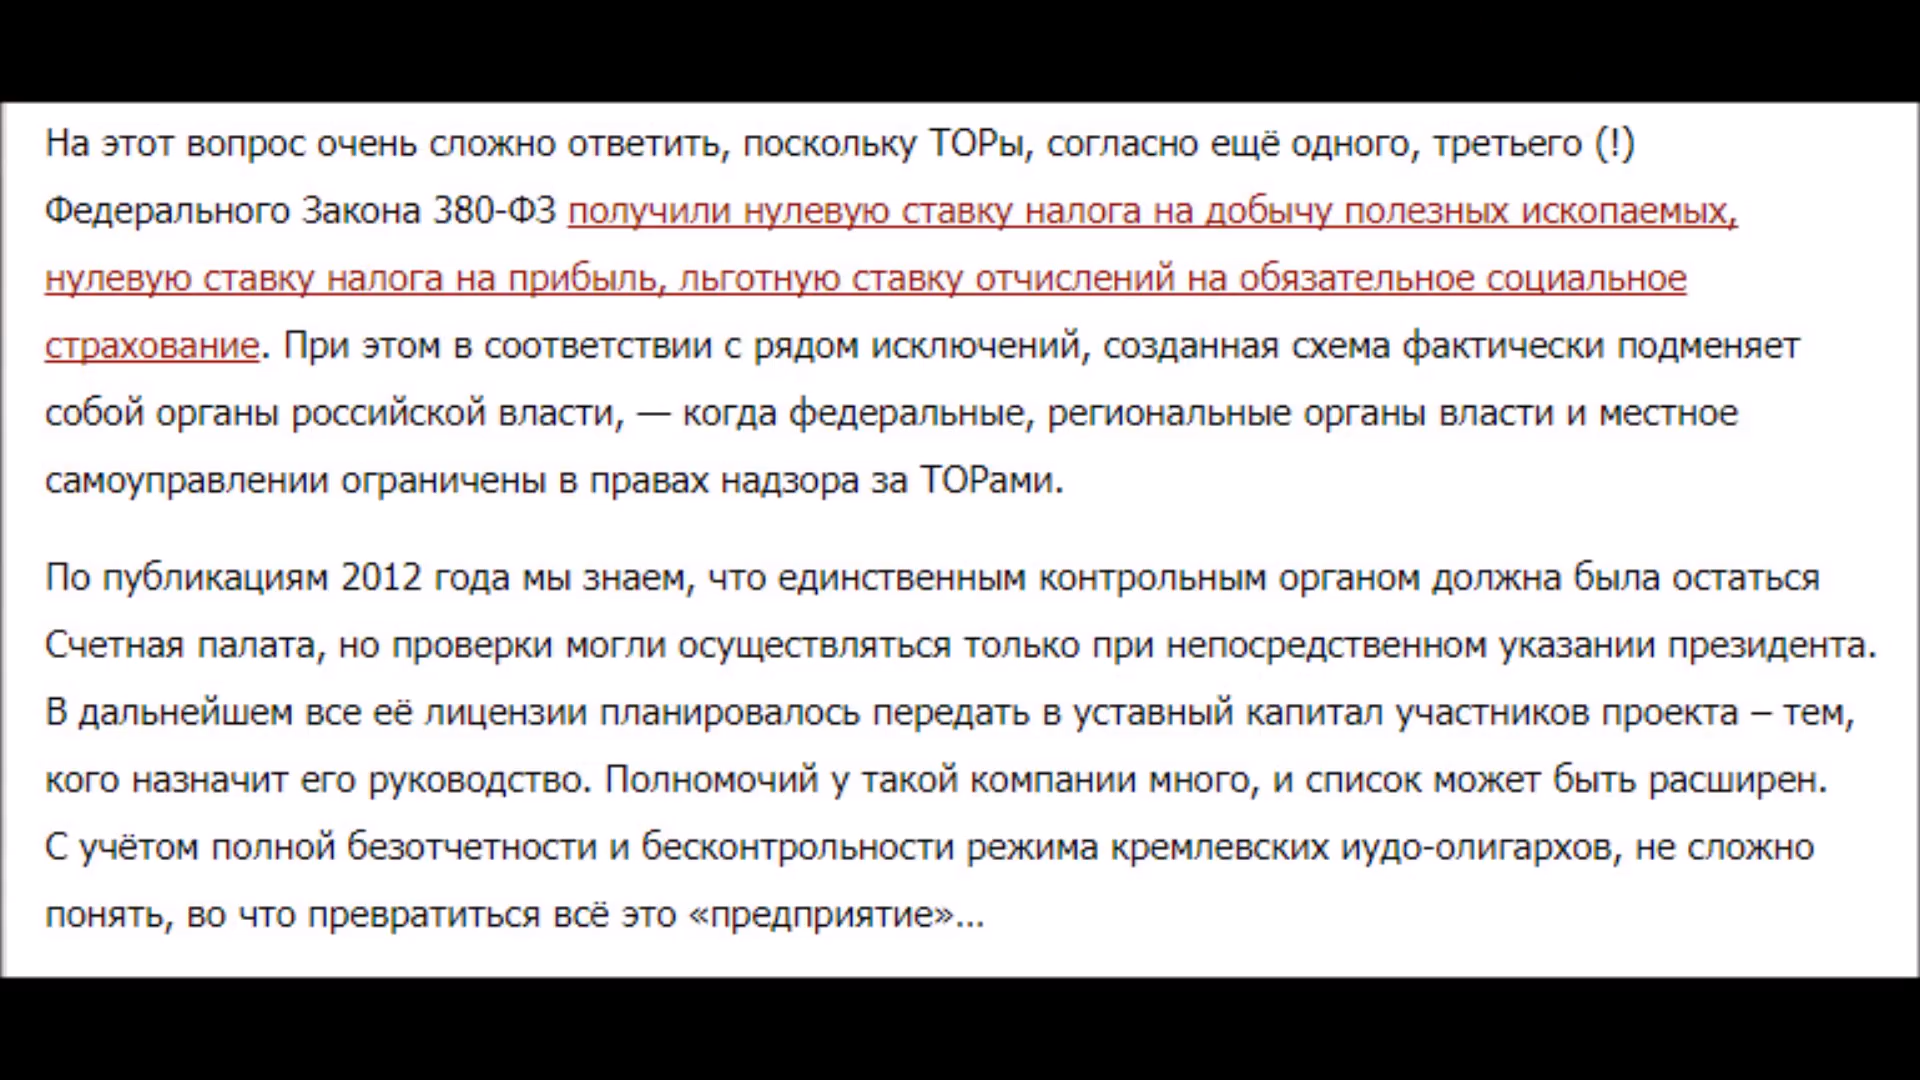 На этот вопрос очень сложно ответить, поскольку ТОРы, согласно ещё одного, третьего (!)
Федерального Закона 380-ФЗ получили нулевую ставку налога на добычу полезных ископаемых,
нулевую ставку налога на прибыль, льготную ставку отчислений на обязательное социальное
страхование. При этом в соответствии с рядом исключений, созданная схема фактически подменяет
собой органы российской власти, — когда федеральные, региональные органы власти и местное
самоуправлении ограничены в правах надзора за ТОРами.
По публикациям 2012 года мы знаем, что единственным контрольным органом должна была остаться
Счетная палата, но проверки могли осуществляться только при непосредственном указании президента.
В дальнейшем все её лицензии планировалось передать в уставный капитал участников проекта – тем,
кого назначит его руководство. Полномочий у такой компании много, и список может быть расширен.
С учётом полной безотчетности и бесконтрольности режима кремлевских иудо-олигархов, не сложно
понять, во что превратиться всё это «предприятие»...